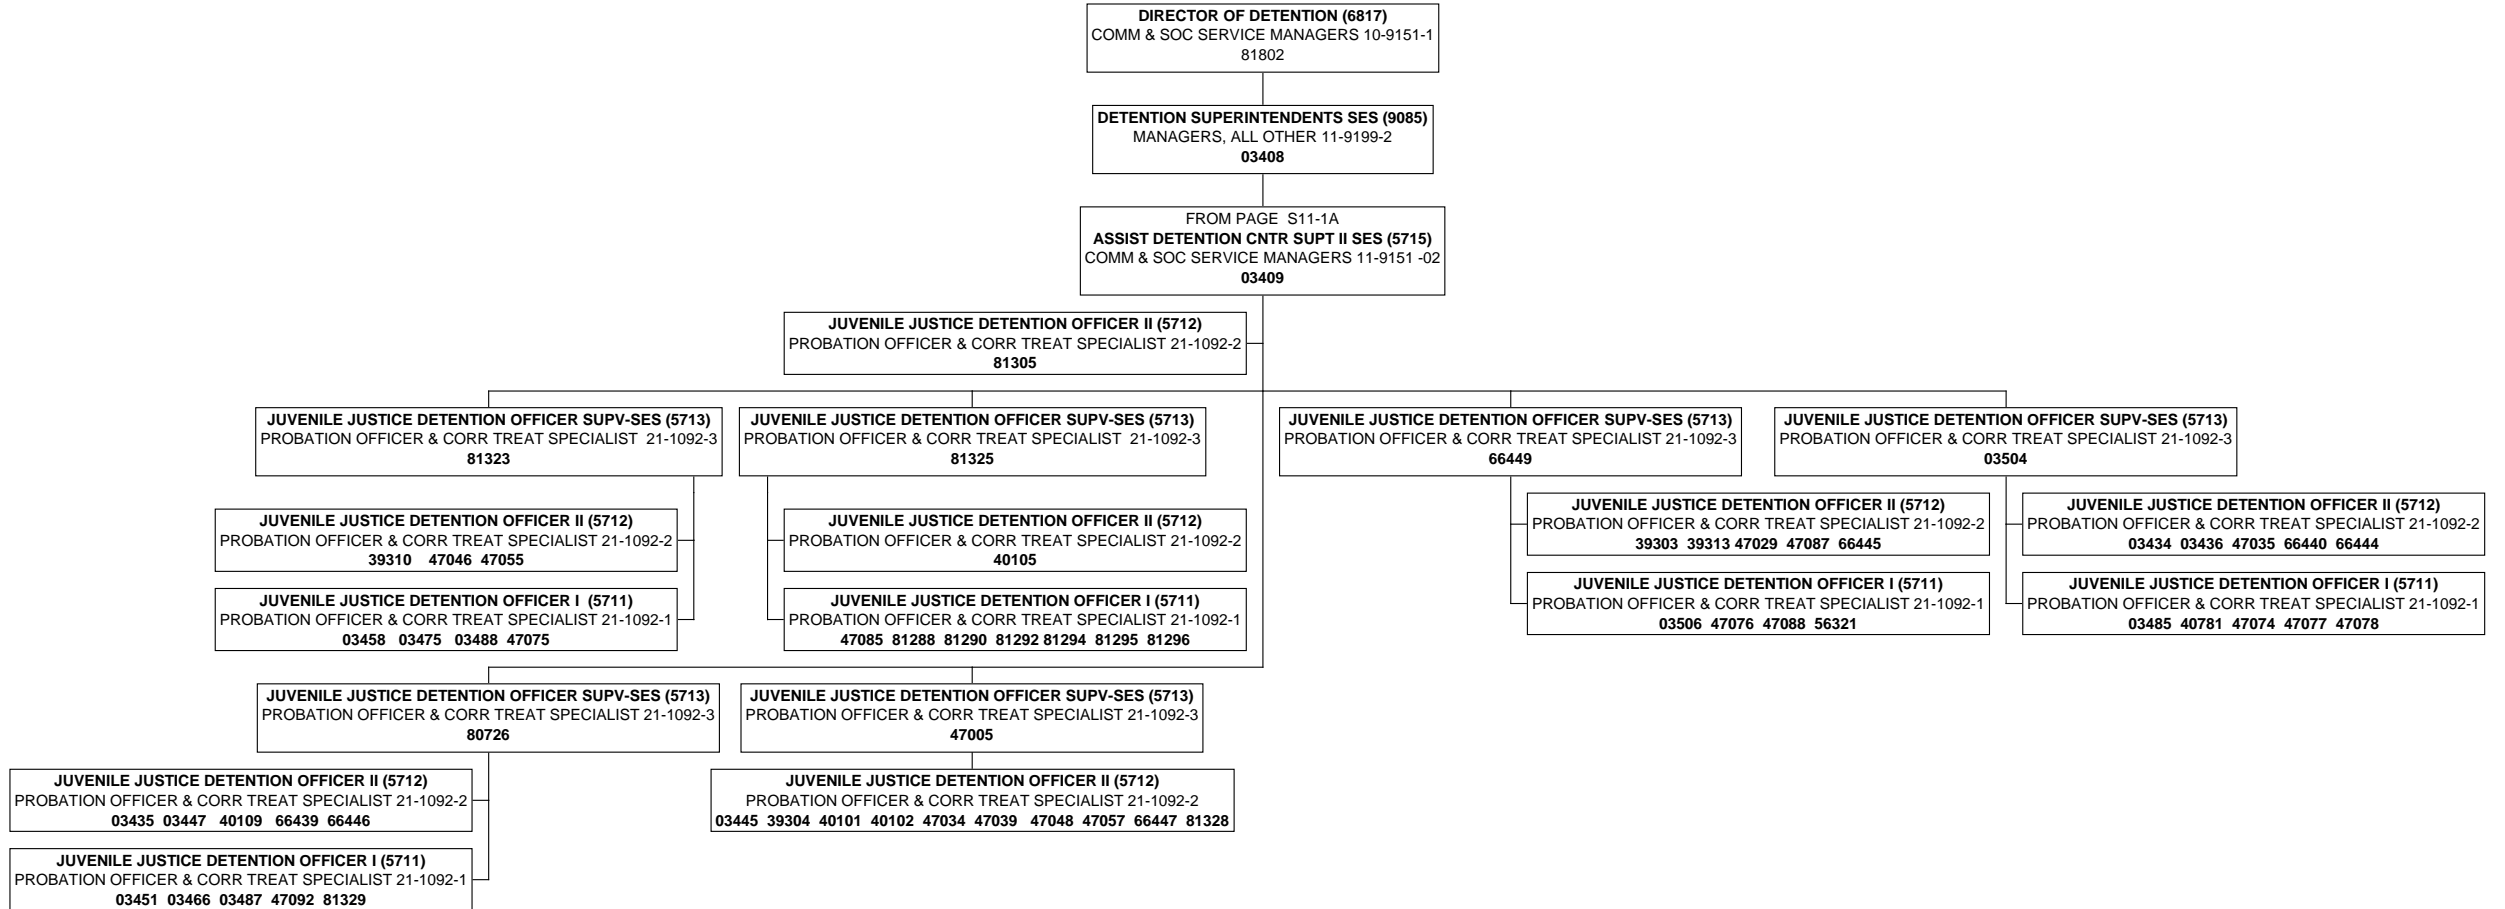 DIRECTOR OF DETENTION (6817)
COMM & SOC SERVICE MANAGERS 10-9151-1
81802
DETENTION SUPERINTENDENTS SES (9085)
MANAGERS, ALL OTHER 11-9199-2
03408
FROM PAGE S11-1A
ASSIST DETENTION CNTR SUPT II SES (5715)
COMM & SOC SERVICE MANAGERS 11-9151 -02
03409
JUVENILE JUSTICE DETENTION OFFICER II (5712)
PROBATION OFFICER & CORR TREAT SPECIALIST 21-1092-2
81305
JUVENILE JUSTICE DETENTION OFFICER SUPV-SES (5713)
PROBATION OFFICER & CORR TREAT SPECIALIST 21-1092-3
81323
JUVENILE JUSTICE DETENTION OFFICER II (5712)
PROBATION OFFICER & CORR TREAT SPECIALIST 21-1092-2
39310 47046 47055
JUVENILE JUSTICE DETENTION OFFICER I (5711)
PROBATION OFFICER & CORR TREAT SPECIALIST 21-1092-1
03458 03475 03488 47075
JUVENILE JUSTICE DETENTION OFFICER SUPV-SES (5713)
PROBATION OFFICER & CORR TREAT SPECIALIST 21-1092-3
81325
JUVENILE JUSTICE DETENTION OFFICER II (5712)
PROBATION OFFICER & CORR TREAT SPECIALIST 21-1092-2
40105
JUVENILE JUSTICE DETENTION OFFICER I (5711)
PROBATION OFFICER & CORR TREAT SPECIALIST 21-1092-1
47085 81288 81290 81292 81294 81295 81296
JUVENILE JUSTICE DETENTION OFFICER SUPV-SES (5713)
PROBATION OFFICER & CORR TREAT SPECIALIST 21-1092-3
66449
JUVENILE JUSTICE DETENTION OFFICER II (5712)
PROBATION OFFICER & CORR TREAT SPECIALIST 21-1092-2
39303 39313 47029 47087 66445
JUVENILE JUSTICE DETENTION OFFICER I (5711)
PROBATION OFFICER & CORR TREAT SPECIALIST 21-1092-1
03506 47076 47088 56321
JUVENILE JUSTICE DETENTION OFFICER SUPV-SES (5713)
PROBATION OFFICER & CORR TREAT SPECIALIST 21-1092-3
03504
JUVENILE JUSTICE DETENTION OFFICER II (5712)
PROBATION OFFICER & CORR TREAT SPECIALIST 21-1092-2
03434 03436 47035 66440 66444
JUVENILE JUSTICE DETENTION OFFICER I (5711)
PROBATION OFFICER & CORR TREAT SPECIALIST 21-1092-1
03485 40781 47074 47077 47078
JUVENILE JUSTICE DETENTION OFFICER SUPV-SES (5713)
PROBATION OFFICER & CORR TREAT SPECIALIST 21-1092-3
80726
JUVENILE JUSTICE DETENTION OFFICER II (5712)
PROBATION OFFICER & CORR TREAT SPECIALIST 21-1092-2
03435 03447 40109 66439 66446
JUVENILE JUSTICE DETENTION OFFICER I (5711)
PROBATION OFFICER & CORR TREAT SPECIALIST 21-1092-1
03451 03466 03487 47092 81329
JUVENILE JUSTICE DETENTION OFFICER SUPV-SES (5713)
PROBATION OFFICER & CORR TREAT SPECIALIST 21-1092-3
47005
JUVENILE JUSTICE DETENTION OFFICER II (5712)
PROBATION OFFICER & CORR TREAT SPECIALIST 21-1092-2
03445 39304 40101 40102 47034 47039 47048 47057 66447 81328